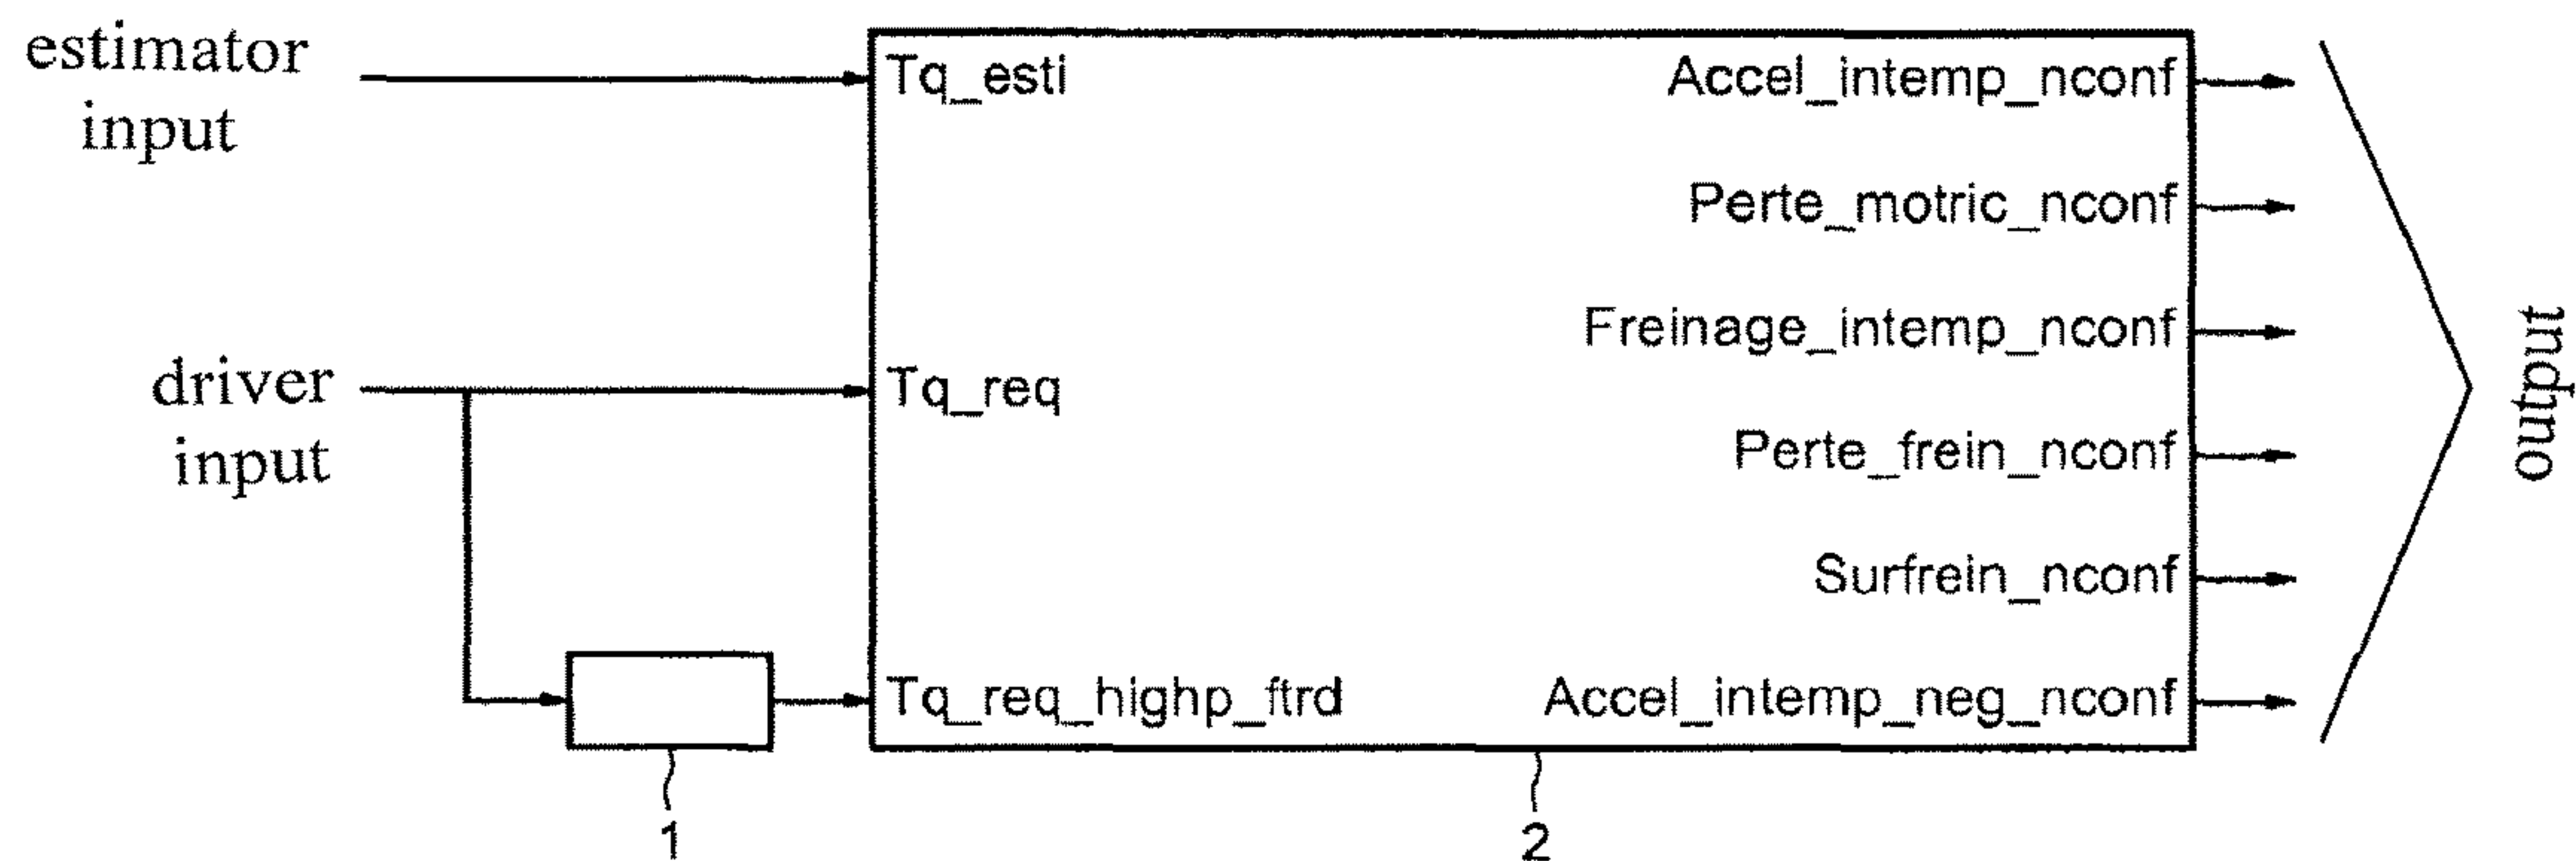 estimator
input
Tq_esti
driver
input
Tq_req
Tq_req_highp_ftrd
Accel_intemp_nconf
Perte_motric_nconf
Freinage_intemp_nconf
Perte_frein_nconf
Surfrein_nconf
Accel_intemp_neg_nconf
output
1
2